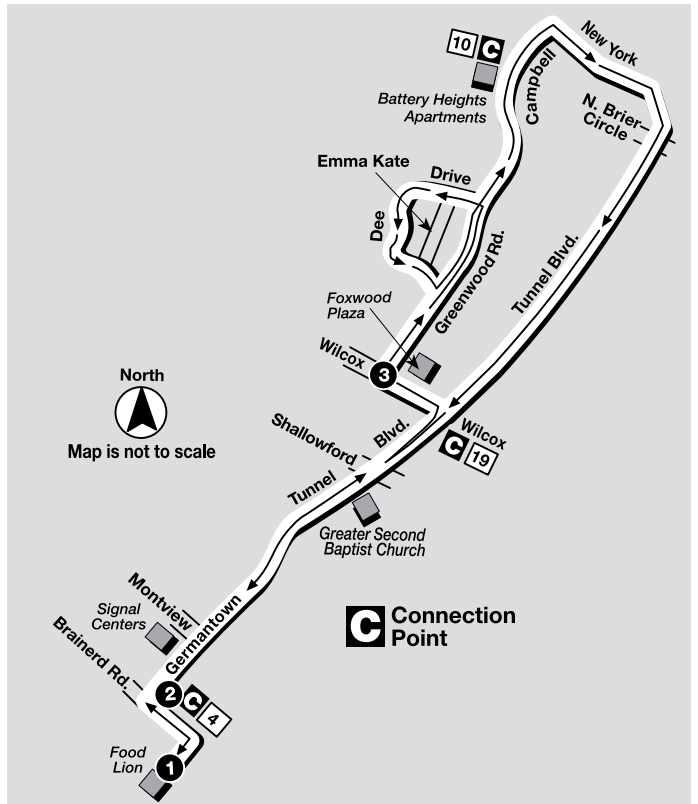 New York
10 C
Campbell
Battery Heights
Apartments
N. Brier
Circle
Emma Kate
Drive
Dee
Greenwood Rd.
Tunnel Blvd.
Foxwood
Plaza
Wilcox
3
North
Map is not to scale
Wilcox
C 19
Shallowford
Tunnel Blvd.
Greater Second
Baptist Church
C Connection
Point
Montview
Signal
Centers
Germantown
Brainerd Rd.
2 C 4
Food
Lion
1